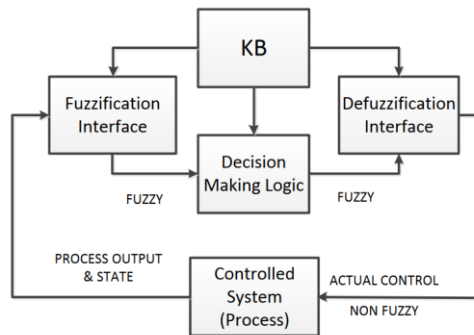 KB
Fuzzification
Interface
Defuzzification
Interface
Decision
Making Logic
FUZZY
FUZZY
PROCESS OUTPUT
& STATE
Controlled
System
(Process)
ACTUAL CONTROL
NON FUZZY